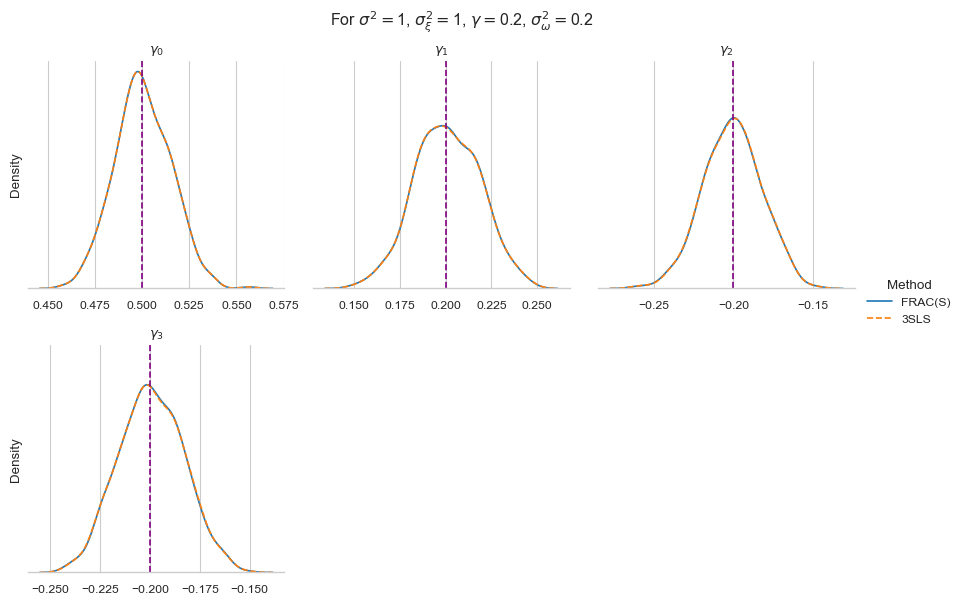 For σ² = 1, σ_ξ² = 1, γ = 0.2, σ_ω² = 0.2
γ₀
γ₁
γ₂
Density
0.450 0.475 0.500 0.525 0.550 0.575
0.150 0.175 0.200 0.225 0.250
−0.25 −0.20 −0.15
Method
FRAC(S)
3SLS
γ₃
Density
−0.250 −0.225 −0.200 −0.175 −0.150